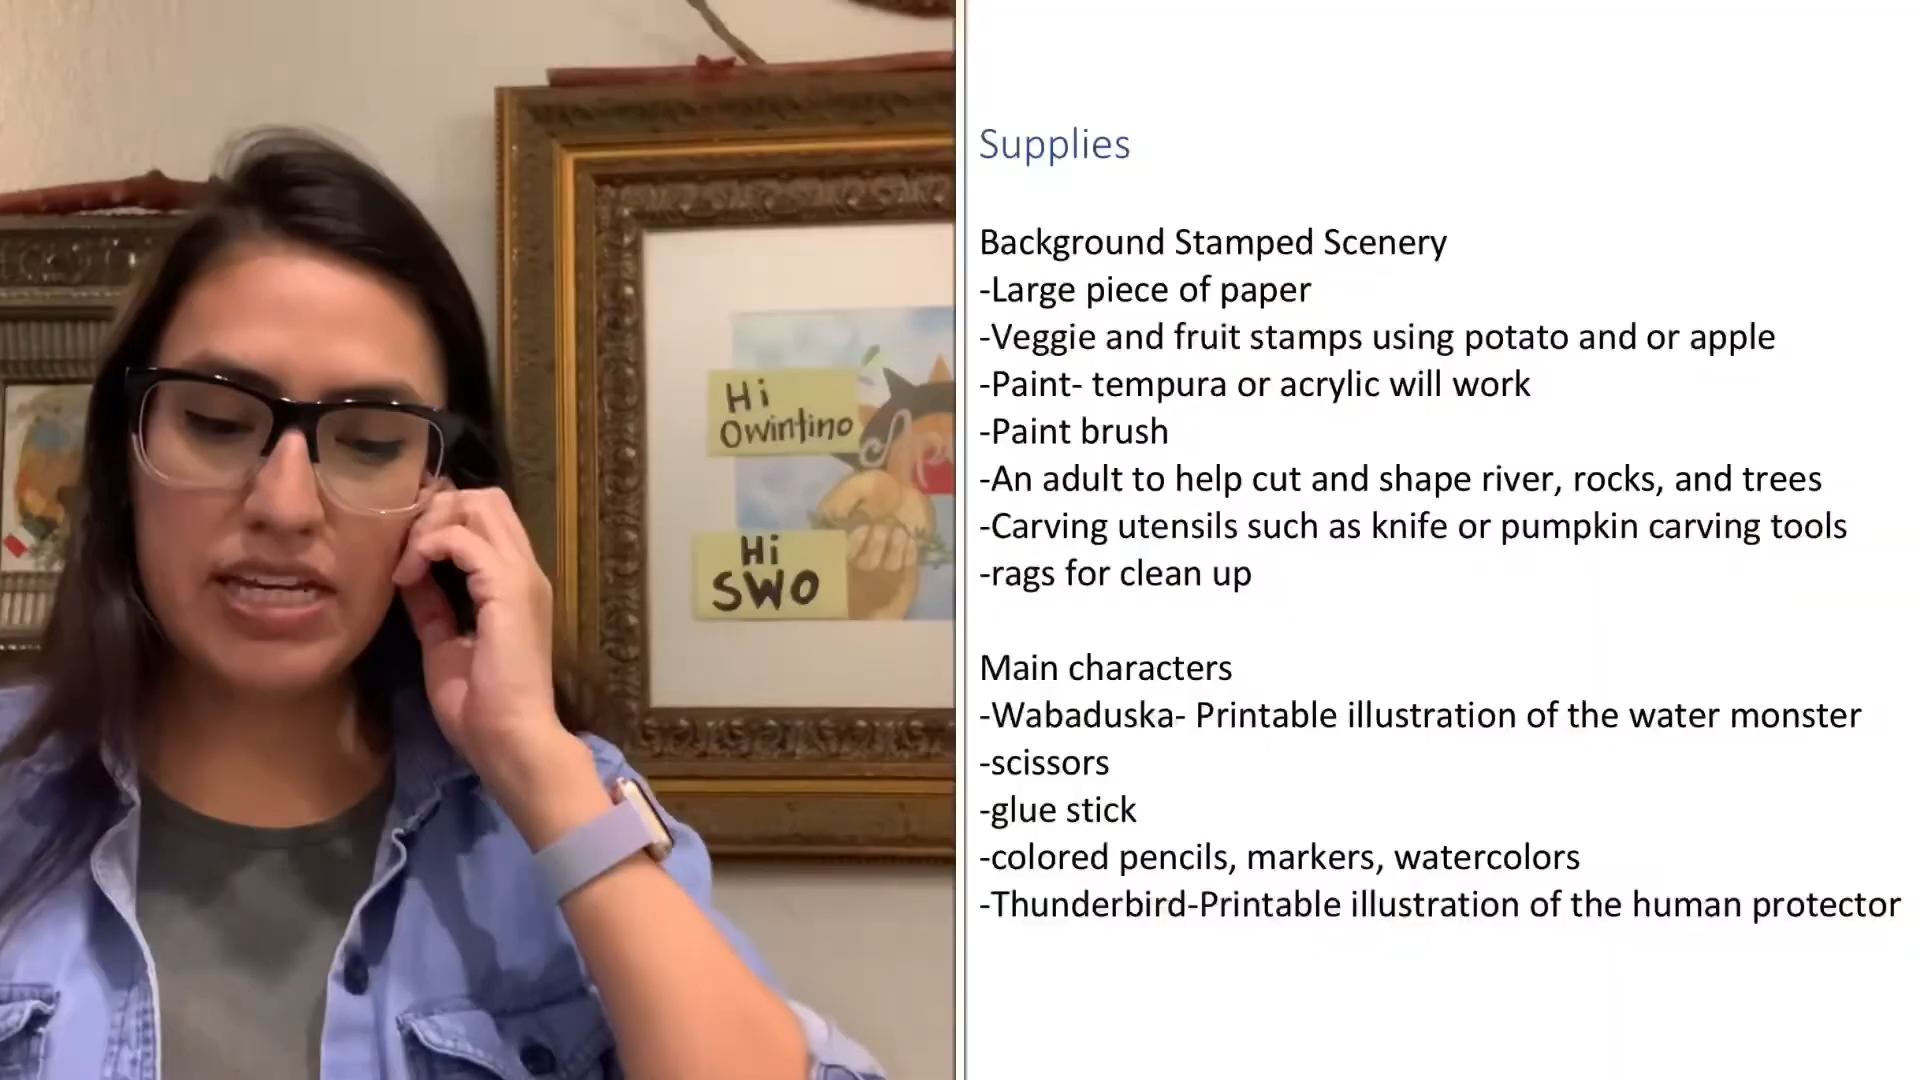 Hi
Owintino
Hi
SWO
Supplies
Background Stamped Scenery
-Large piece of paper
-Veggie and fruit stamps using potato and or apple
-Paint- tempura or acrylic will work
-Paint brush
-An adult to help cut and shape river, rocks, and trees
-Carving utensils such as knife or pumpkin carving tools
-rags for clean up
Main characters
-Wabaduska- Printable illustration of the water monster
-scissors
-glue stick
-colored pencils, markers, watercolors
-Thunderbird-Printable illustration of the human protector